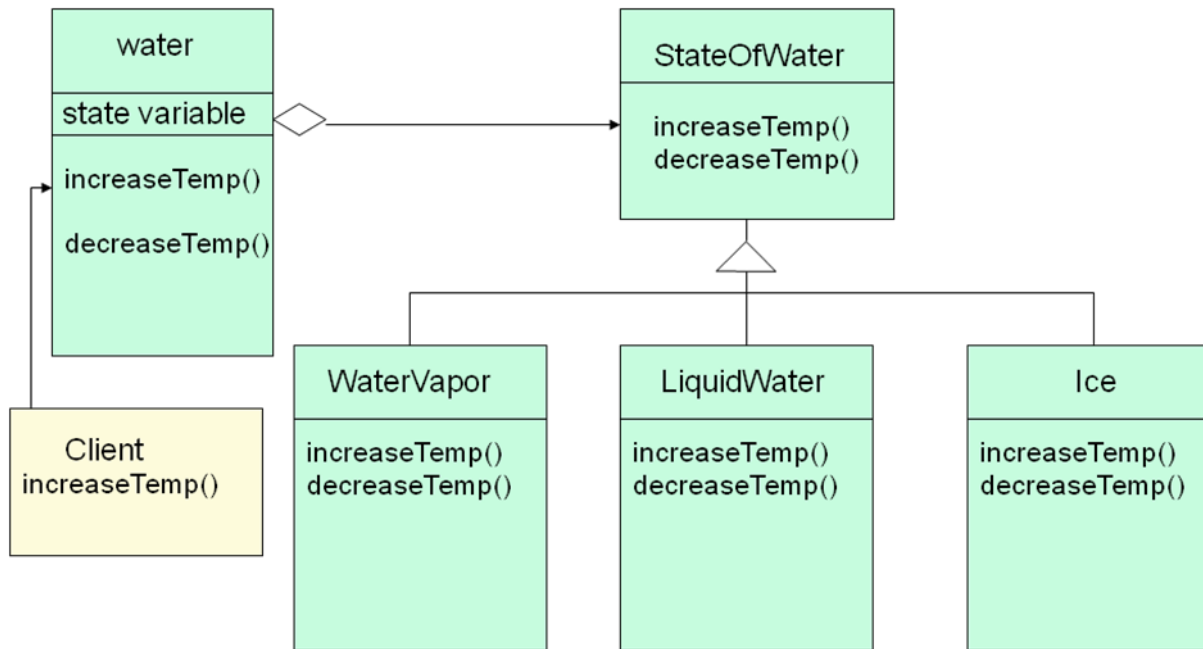 water
state variable
increaseTemp()
decreaseTemp()
StateOfWater
increaseTemp()
decreaseTemp()
Client
increaseTemp()
WaterVapor
increaseTemp()
decreaseTemp()
LiquidWater
increaseTemp()
decreaseTemp()
Ice
increaseTemp()
decreaseTemp()